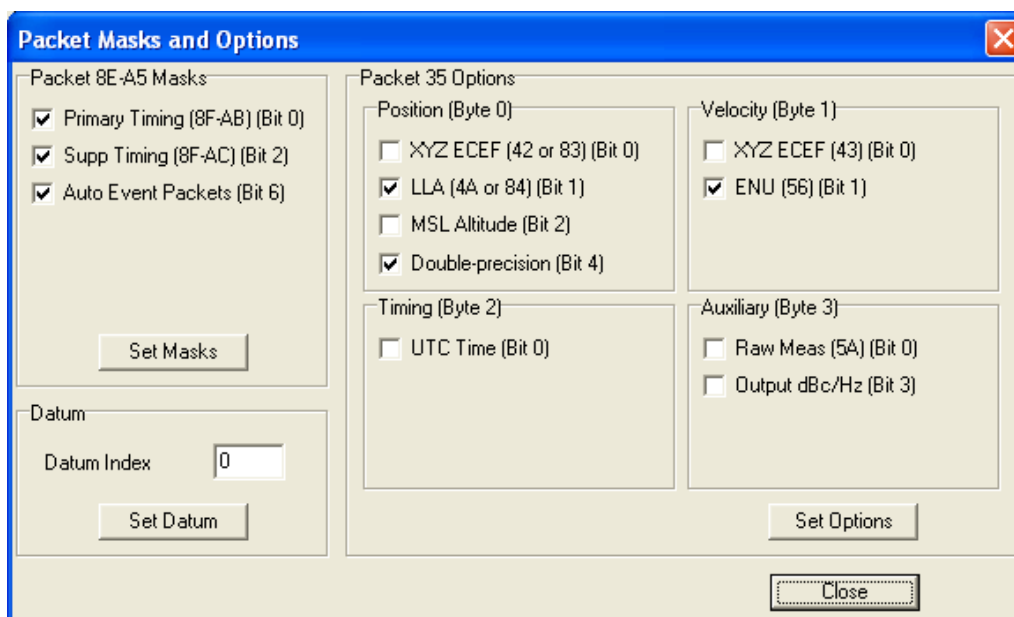 Packet Masks and Options
Packet 8E-A5 Masks
Primary Timing (8F-AB) (Bit 0)
Supp Timing (8F-AC) (Bit 2)
Auto Event Packets (Bit 6)
Set Masks
Datum
Datum Index
0
Set Datum
Packet 35 Options
Position (Byte 0)
XYZ ECEF (42 or 83) (Bit 0)
LLA (4A or 84) (Bit 1)
MSL Altitude (Bit 2)
Double-precision (Bit 4)
Velocity (Byte 1)
XYZ ECEF (43) (Bit 0)
ENU (56) (Bit 1)
Timing (Byte 2)
UTC Time (Bit 0)
Auxiliary (Byte 3)
Raw Meas (5A) (Bit 0)
Output dBc/Hz (Bit 3)
Set Options
Close